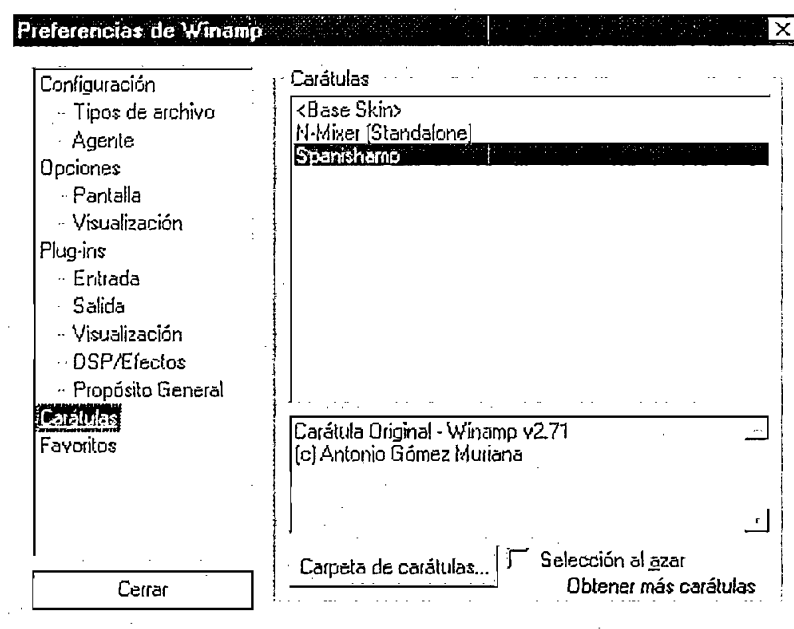 Preferencias de Winamp
Configuración
Tipos de archivo
Agente
Opciones
Pantalla
Visualización
Plug-ins
Entrada
Salida
Visualización
DSP/Efectos
Propósito General
Carátulas
Favoritos
Cerrar
Carátulas
<Base Skin>
N-Mixer [Standalone]
Spanishamp
Carátula Original - Winamp v2.71
(c) Antonio Gómez Muriana
Carpeta de carátulas...
Selección al azar
Obtener más carátulas